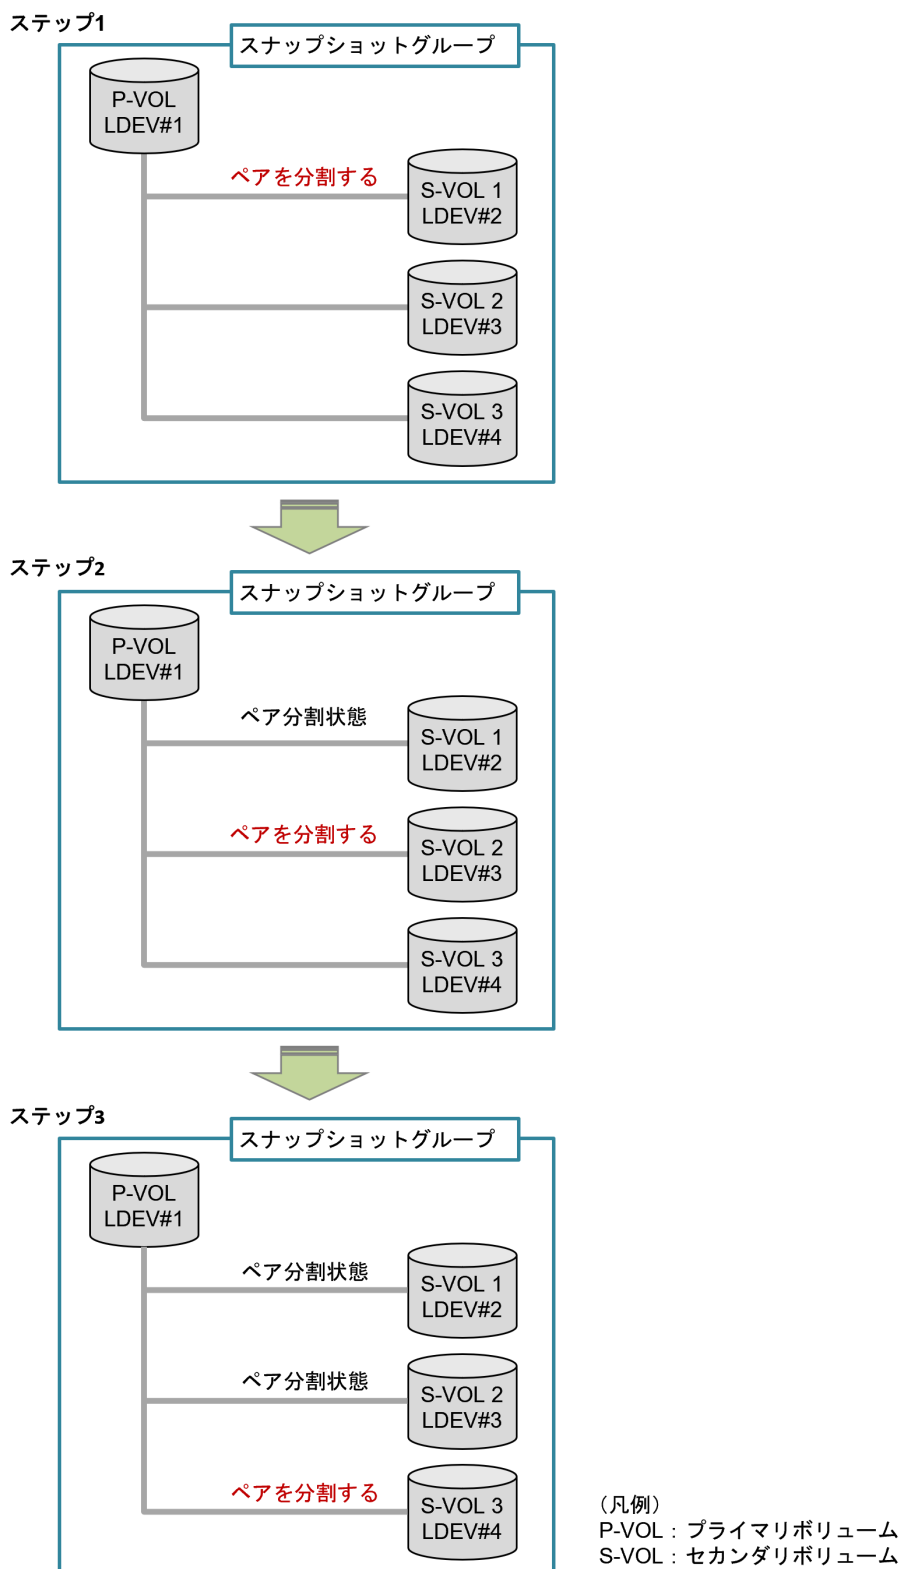 ステップ1
スナップショットグループ
P-VOL
LDEV#1
ペアを分割する
S-VOL 1
LDEV#2
S-VOL 2
LDEV#3
S-VOL 3
LDEV#4
ステップ2
スナップショットグループ
P-VOL
LDEV#1
ペア分割状態
S-VOL 1
LDEV#2
ペアを分割する
S-VOL 2
LDEV#3
S-VOL 3
LDEV#4
ステップ3
スナップショットグループ
P-VOL
LDEV#1
ペア分割状態
S-VOL 1
LDEV#2
ペア分割状態
S-VOL 2
LDEV#3
ペアを分割する
S-VOL 3
LDEV#4
（凡例）
P-VOL：プライマリボリューム
S-VOL：セカンダリボリューム